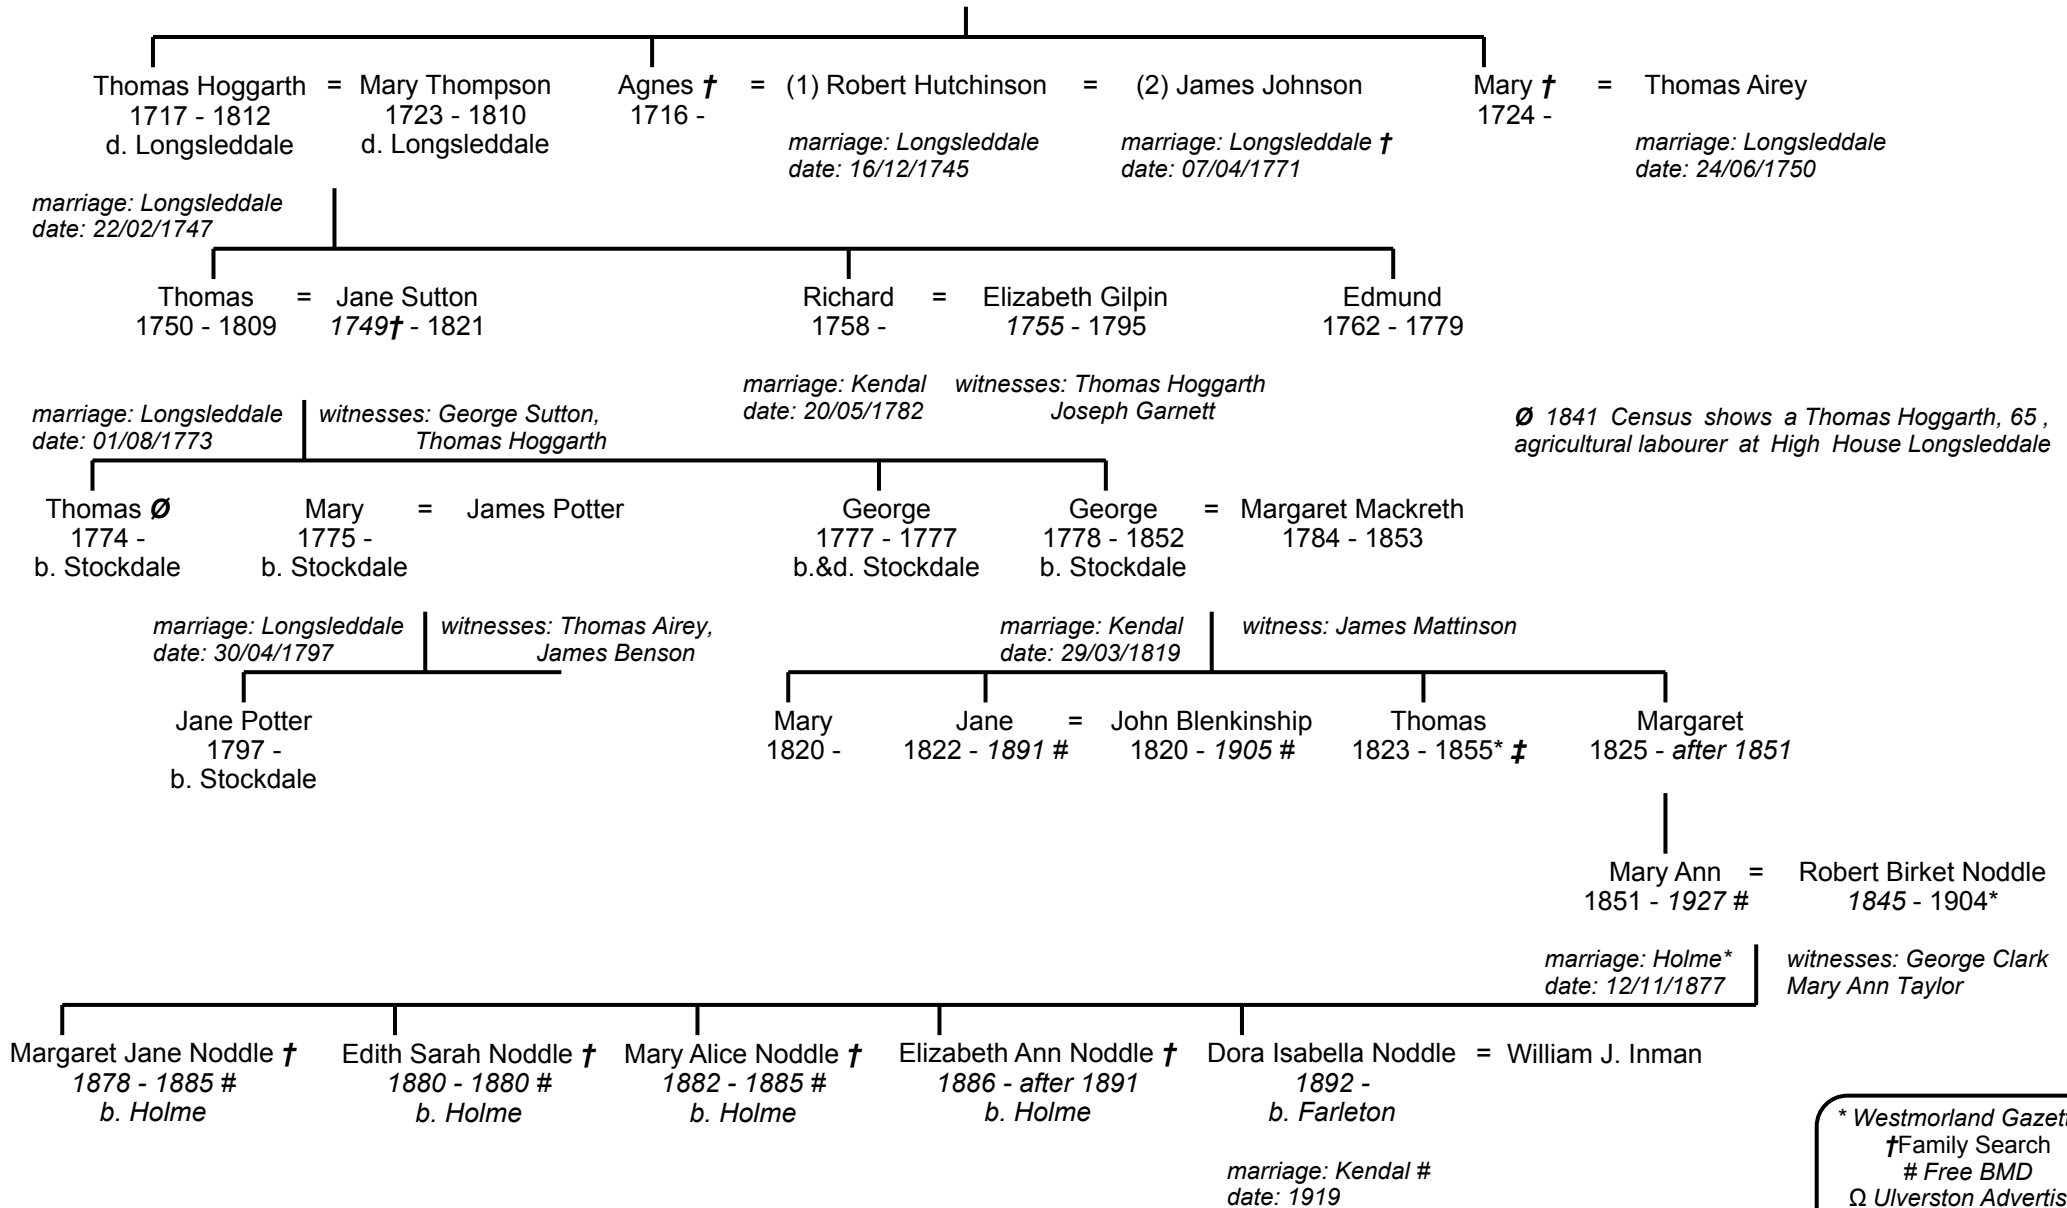 Thomas Hoggarth = Mary Thompson Agnes † = (1) Robert Hutchinson = (2) James Johnson Mary † = Thomas Airey
1717 - 1812 1723 - 1810 1716 - 1724 -
d. Longsleddale d. Longsleddale
marriage: Longsleddale marriage: Longsleddale † marriage: Longsleddale
date: 16/12/1745 date: 07/04/1771 date: 24/06/1750
marriage: Longsleddale
date: 22/02/1747
Thomas = Jane Sutton Richard = Elizabeth Gilpin Edmund
1750 - 1809 1749† - 1821 1758 - 1755 - 1795 1762 - 1779
marriage: Kendal witnesses: Thomas Hoggarth
date: 20/05/1782 Joseph Garnett
marriage: Longsleddale witnesses: George Sutton,
date: 01/08/1773 Thomas Hoggarth
Ø 1841 Census shows a Thomas Hoggarth, 65 ,
agricultural labourer at High House Longsleddale
Thomas Ø Mary = James Potter George George = Margaret Mackreth
1774 - 1775 - 1777 - 1777 1778 - 1852 1784 - 1853
b. Stockdale b. Stockdale b.&d. Stockdale b. Stockdale
marriage: Longsleddale witnesses: Thomas Airey, marriage: Kendal witness: James Mattinson
date: 30/04/1797 James Benson date: 29/03/1819
Jane Potter Mary Jane = John Blenkinship Thomas Margaret
1797 - 1820 - 1822 - 1891 # 1820 - 1905 # 1823 - 1855* ‡ 1825 - after 1851
b. Stockdale
Mary Ann = Robert Birket Noddle
1851 - 1927 # 1845 - 1904*
marriage: Holme* witnesses: George Clark
date: 12/11/1877 Mary Ann Taylor
Margaret Jane Noddle † Edith Sarah Noddle † Mary Alice Noddle † Elizabeth Ann Noddle † Dora Isabella Noddle = William J. Inman
1878 - 1885 # 1880 - 1880 # 1882 - 1885 # 1886 - after 1891 1892 -
b. Holme b. Holme b. Holme b. Holme b. Farleton
marriage: Kendal #
date: 1919
* Westmorland Gazett
†Family Search
# Free BMD
Ω Ulverston Advertis